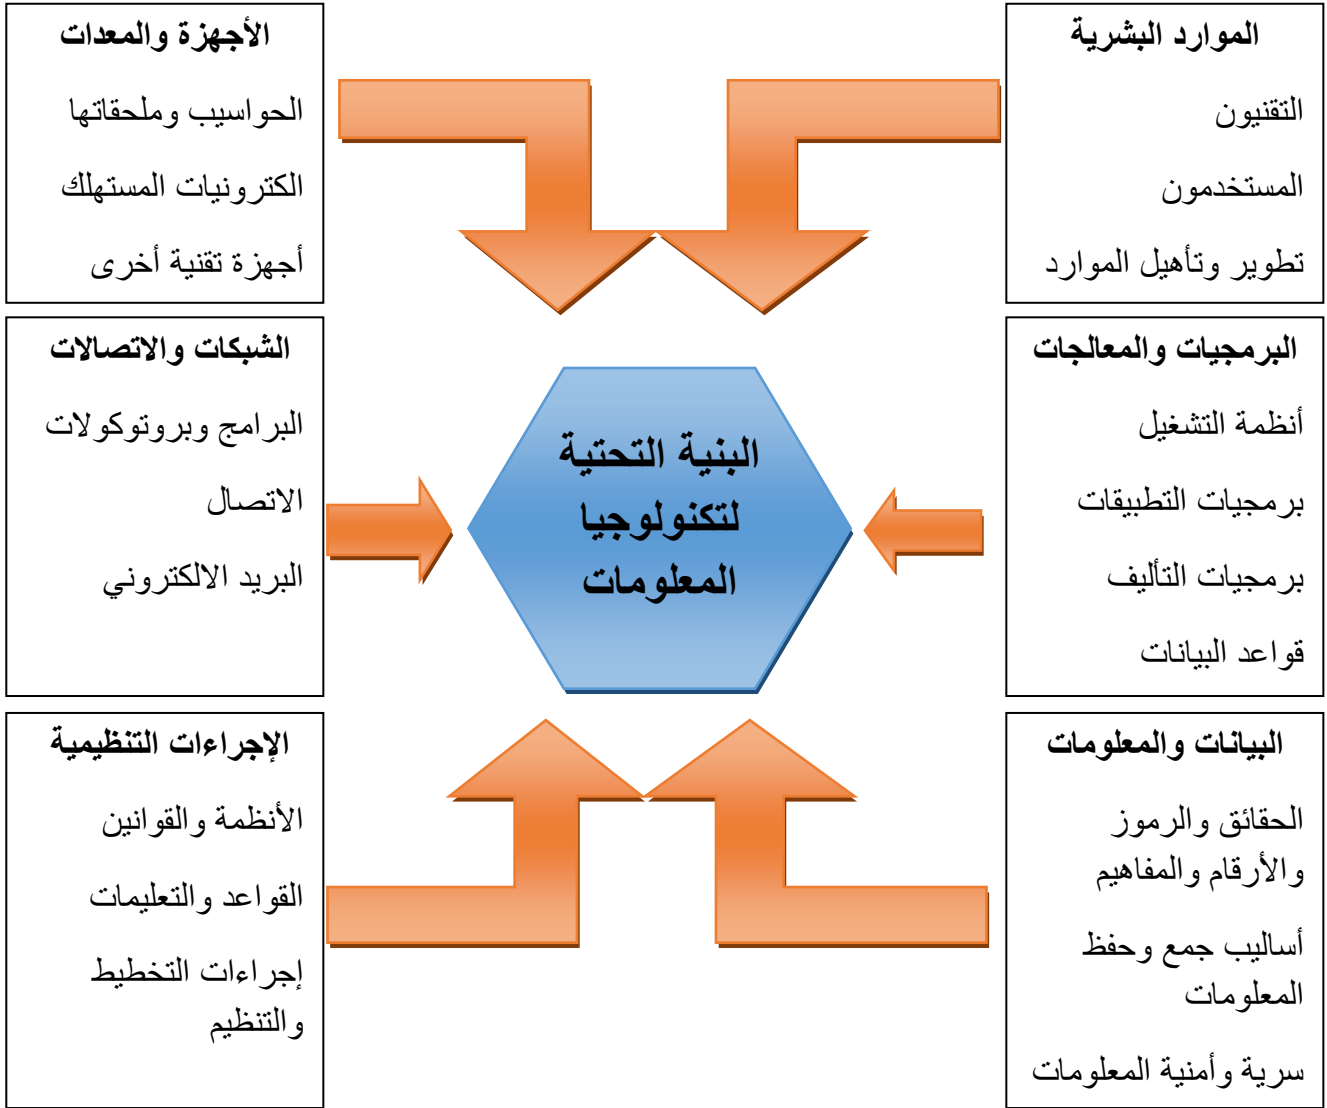 الموارد البشرية
التقنيون
المستخدمون
تطوير وتأهيل الموارد
الأجهزة والمعدات
الحواسيب وملحقاتها
الكترونيات المستهلك
أجهزة تقنية أخرى
البرمجيات والمعالجات
أنظمة التشغيل
برمجيات التطبيقات
برمجيات التأليف
قواعد البيانات
البنية التحتية
لتكنولوجيا
المعلومات
الشبكات والاتصالات
البرامج وبروتوكولات
الاتصال
البريد الالكتروني
البيانات والمعلومات
الحقائق والرموز
والأرقام والمفاهيم
أساليب جمع وحفظ
المعلومات
سرية وأمنية المعلومات
الإجراءات التنظيمية
الأنظمة والقوانين
القواعد والتعليمات
إجراءات التخطيط
والتنظيم